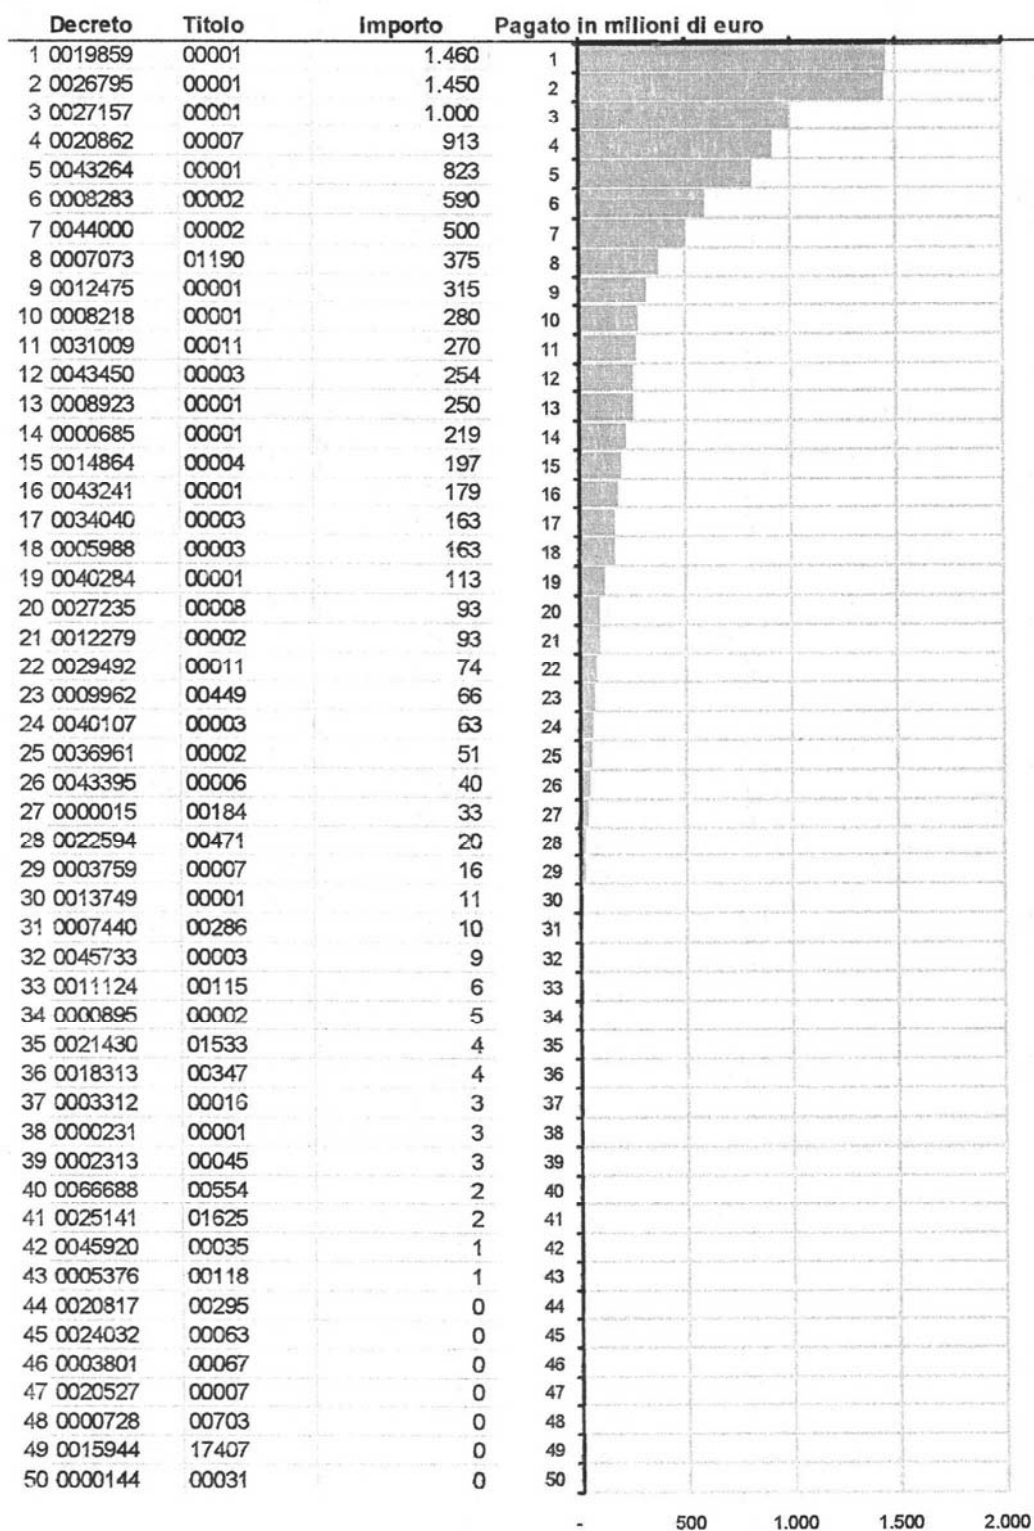 Decreto Titolo Importo Pagato in milioni di euro
1 0019859 00001 1.460 1
2 0026795 00001 1.450 2
3 0027157 00001 1.000 3
4 0020862 00007 913 4
5 0043264 00001 823 5
6 0008283 00002 590 6
7 0044000 00002 500 7
8 0007073 01190 375 8
9 0012475 00001 315 9
10 0008218 00001 280 10
11 0031009 00011 270 11
12 0043450 00003 254 12
13 0008923 00001 250 13
14 0000685 00001 219 14
15 0014864 00004 197 15
16 0043241 00001 179 16
17 0034040 00003 163 17
18 0005988 00003 163 18
19 0040284 00001 113 19
20 0027235 00008 93 20
21 0012279 00002 93 21
22 0029492 00011 74 22
23 0009962 00449 66 23
24 0040107 00003 63 24
25 0036961 00002 51 25
26 0043395 00006 40 26
27 0000015 00184 33 27
28 0022594 00471 20 28
29 0003759 00007 16 29
30 0013749 00001 11 30
31 0007440 00286 10 31
32 0045733 00003 9 32
33 0011124 00115 6 33
34 0000895 00002 5 34
35 0021430 01533 4 35
36 0018313 00347 4 36
37 0003312 00016 3 37
38 0000231 00001 3 38
39 0002313 00045 3 39
40 0066688 00554 2 40
41 0025141 01625 2 41
42 0045920 00035 1 42
43 0005376 00118 1 43
44 0020817 00295 0 44
45 0024032 00063 0 45
46 0003801 00067 0 46
47 0020527 00007 0 47
48 0000728 00703 0 48
49 0015944 17407 0 49
50 0000144 00031 0 50
- 500 1.000 1.500 2.000